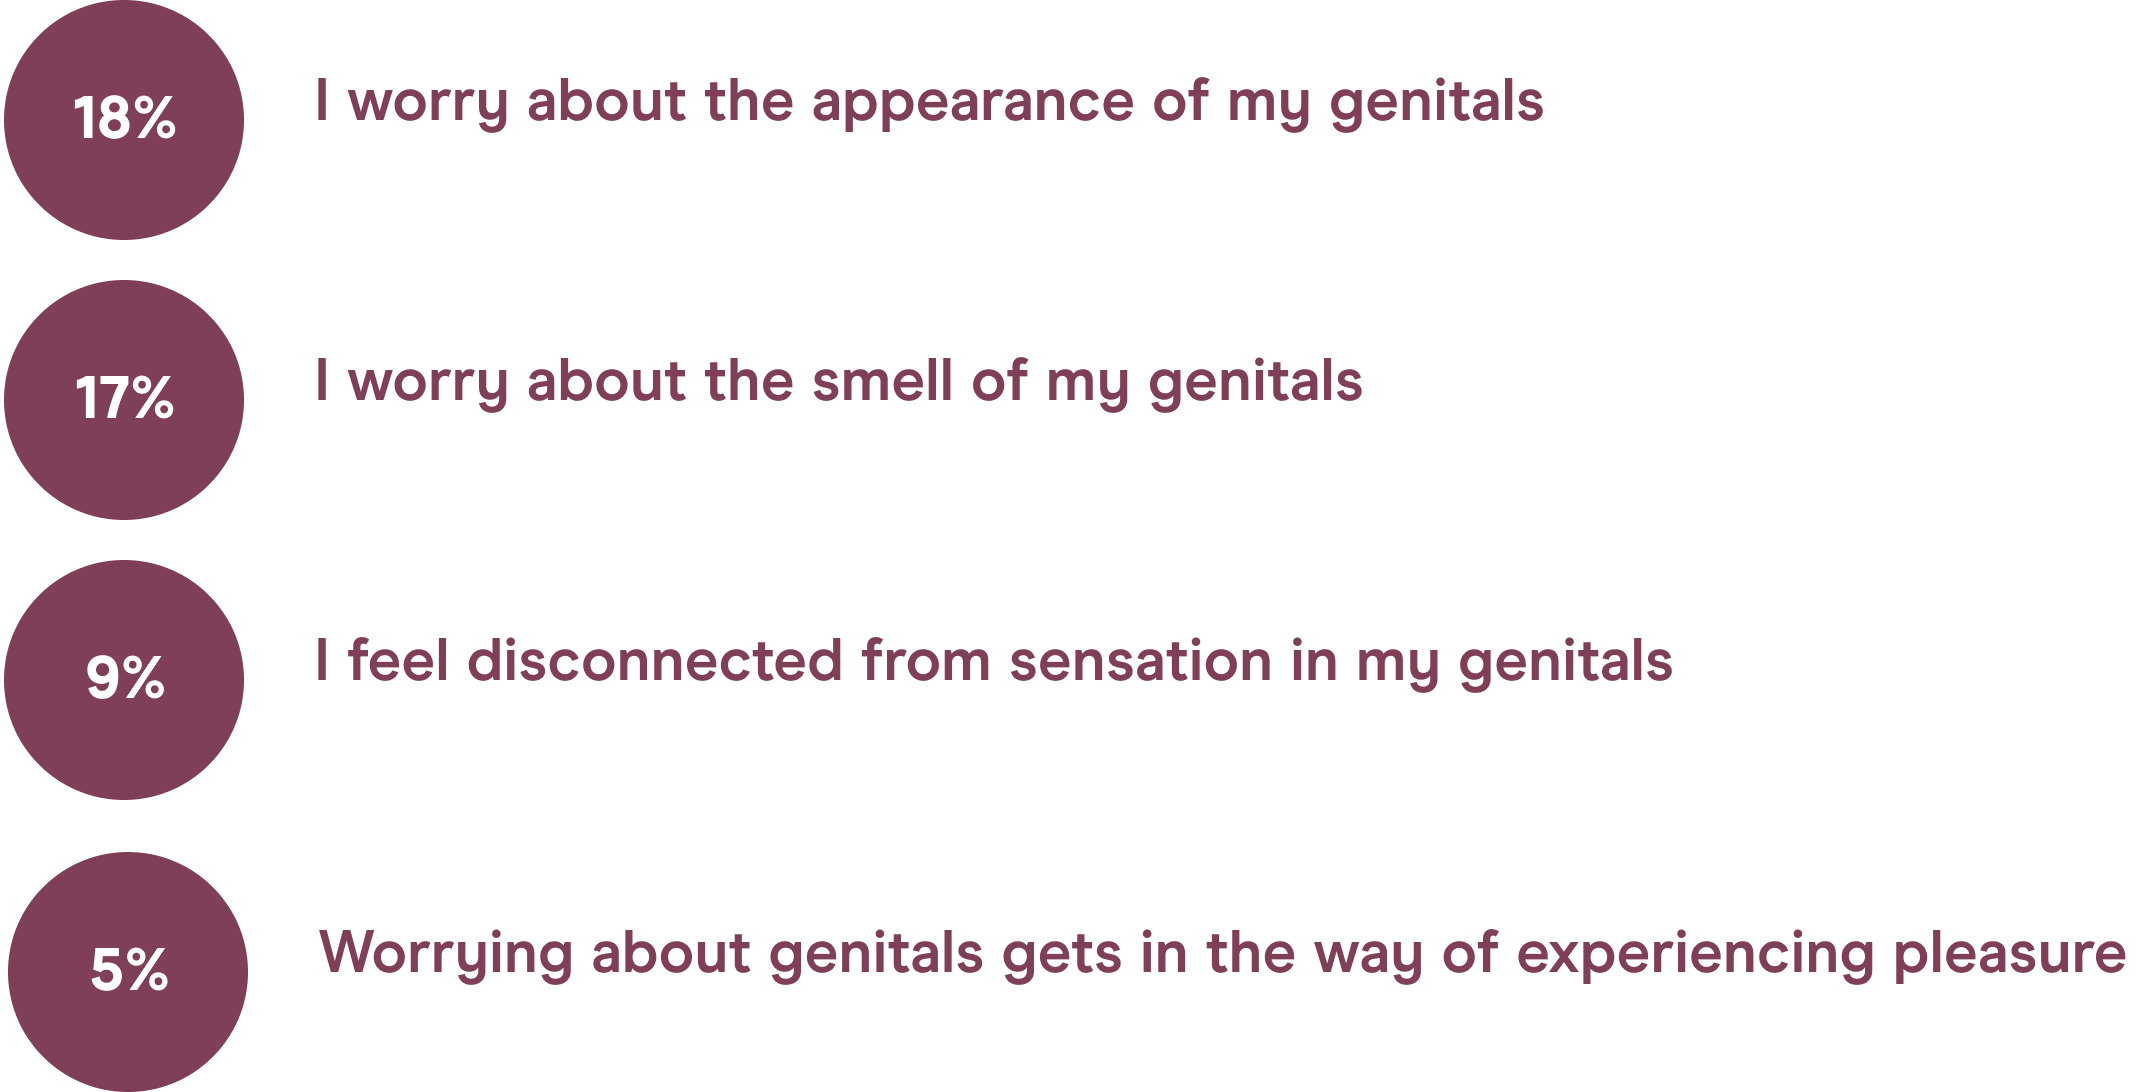 18%
I worry about the appearance of my genitals
17%
I worry about the smell of my genitals
9%
I feel disconnected from sensation in my genitals
5%
Worrying about genitals gets in the way of experiencing pleasure